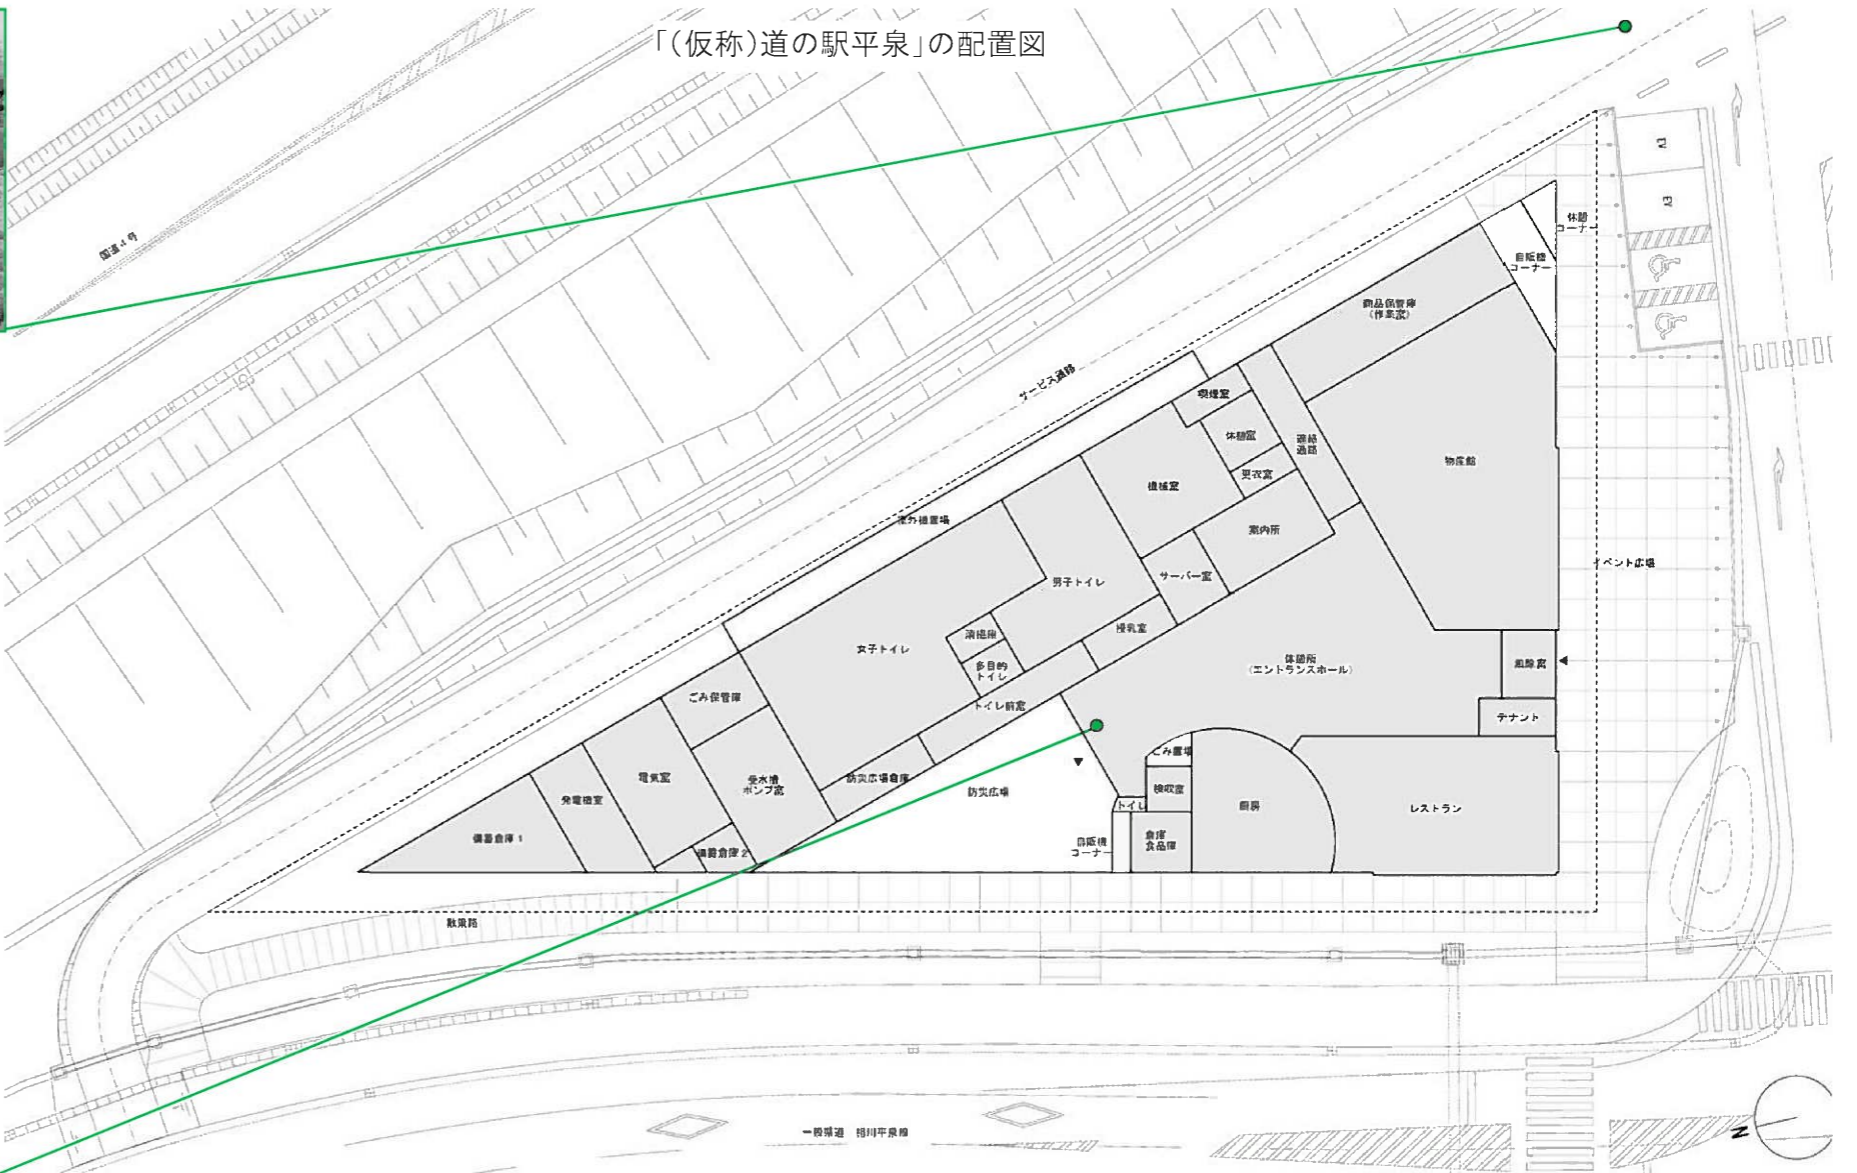 「(仮称)道の駅平泉」の配置図
国道4号
EV
EV
休憩
コーナー
自販機
コーナー
商品保管庫
(作業室)
サービス通路
喫煙室
休憩室
連絡
通路
更衣室
物産館
機械室
室外機置場
案内所
イベント広場
サーバー室
男子トイレ
授乳室
清掃用
女子トイレ
多目的
トイレ
休憩所
(エントランスホール)
風除室
ごみ保管庫
トイレ前室
テナント
ごみ置場
電気室
受水槽
ポンプ室
防災広場倉庫
防災広場
検収室
発電機室
トイレ
厨房
レストラン
備蓄倉庫1
備蓄倉庫2
自販機
コーナー
倉庫
食品庫
散策路
一般県道 相川平泉線
N